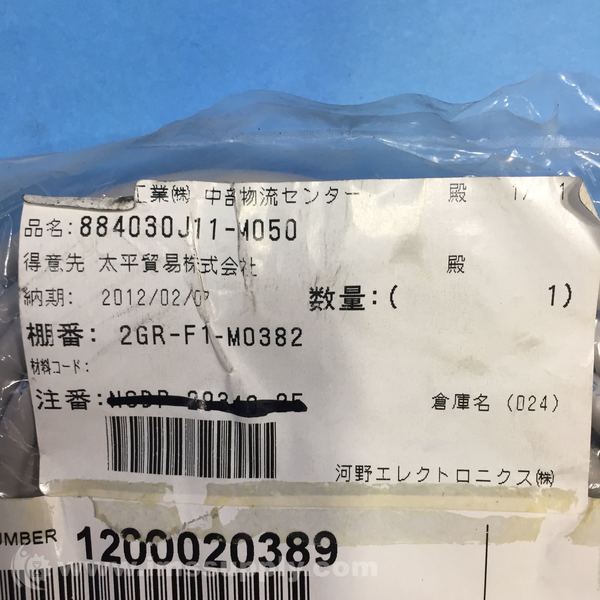 工業㈱ 中部物流センター 殿 1/ 1
品名:884030J11-M050
得意先 太平貿易株式会社 殿
納期: 2012/02/0 数量:( 1)
棚番: 2GR-F1-M0382
材料コード:
注番: 倉庫名 (024)
河野エレクトロニクス㈱
UMBER 1200020389